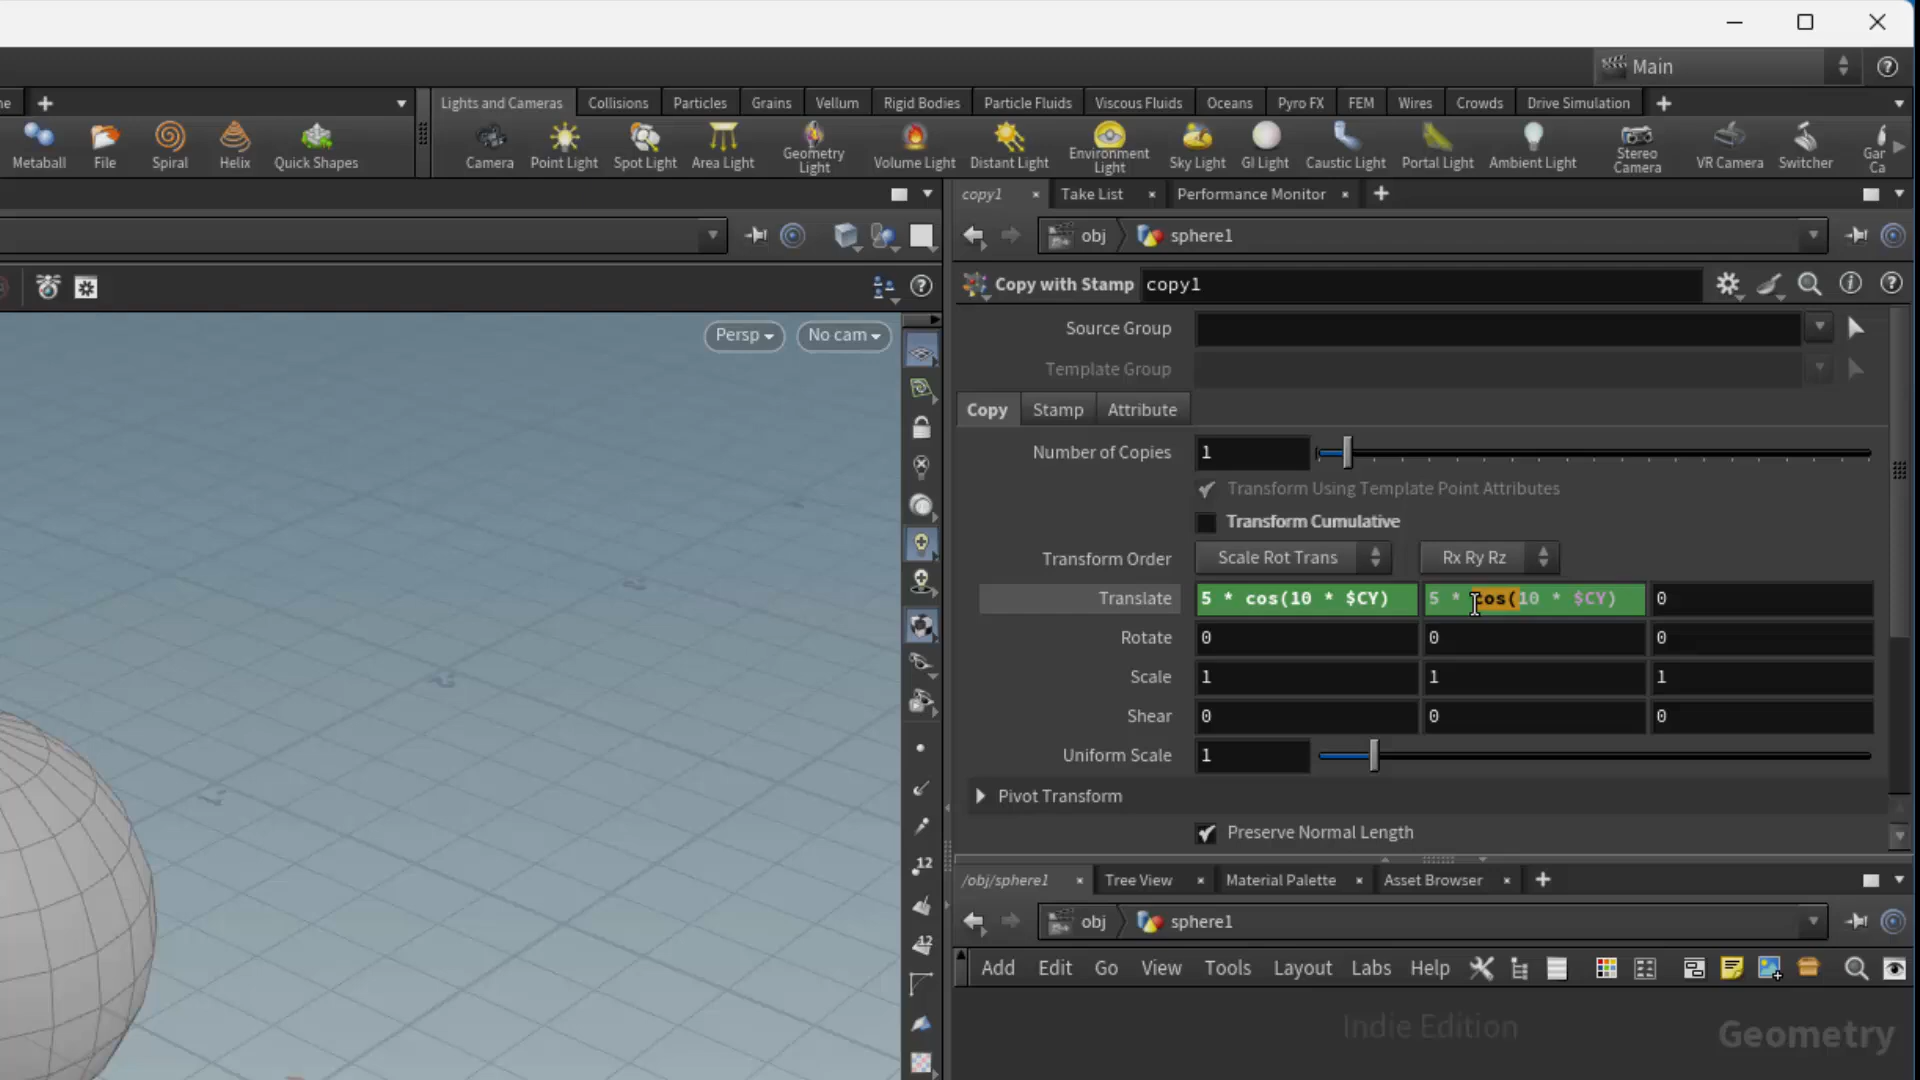 Main
ne
Lights and Cameras Collisions Particles Grains Vellum Rigid Bodies Particle Fluids Viscous Fluids Oceans Pyro FX FEM Wires Crowds Drive Simulation
Metaball File Spiral Helix Quick Shapes Camera Point Light Spot Light Area Light Geometry Light Volume Light Distant Light Environment Light Sky Light GI Light Caustic Light Portal Light Ambient Light Stereo Camera VR Camera Switcher Gar Ca
copy1 Take List Performance Monitor
obj sphere1
Copy with Stamp copy1
Source Group
Persp No cam
Template Group
Copy Stamp Attribute
Number of Copies 1
Transform Using Template Point Attributes
Transform Cumulative
Transform Order Scale Rot Trans Rx Ry Rz
Translate 5 * cos(10 * $CY) 5 * cos(10 * $CY) 0
Rotate 0 0 0
Scale 1 1 1
Shear 0 0 0
Uniform Scale 1
Pivot Transform
Preserve Normal Length
12
/obj/sphere1 Tree View Material Palette Asset Browser
obj sphere1
12
Add Edit Go View Tools Layout Labs Help
Indie Edition
Geometry